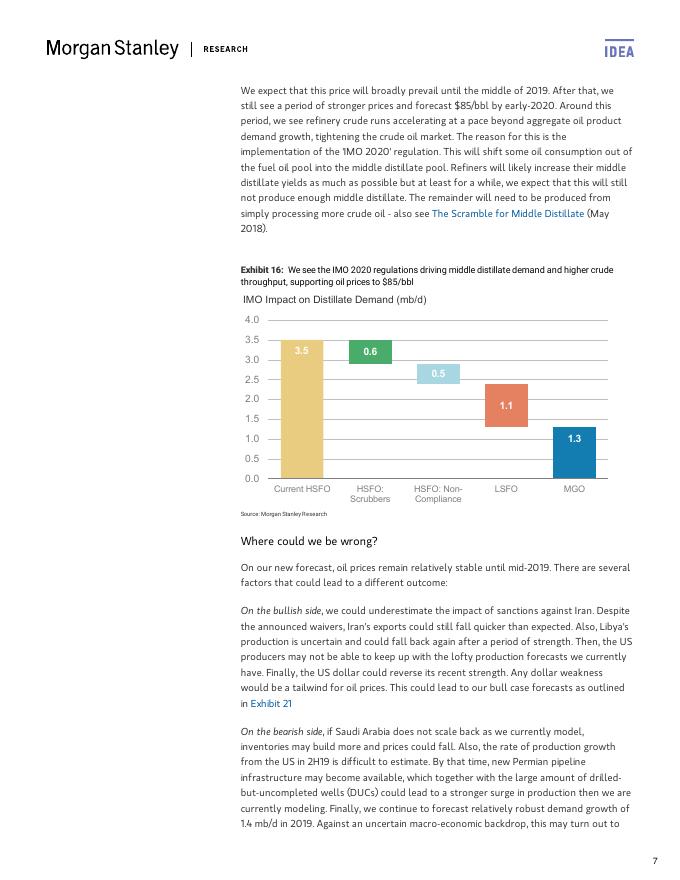 Morgan Stanley | RESEARCH
IDEA
We expect that this price will broadly prevail until the middle of 2019. After that, we
still see a period of stronger prices and forecast $85/bbl by early-2020. Around this
period, we see refinery crude runs accelerating at a pace beyond aggregate oil product
demand growth, tightening the crude oil market. The reason for this is the
implementation of the 'IMO 2020' regulation. This will shift some oil consumption out of
the fuel oil pool into the middle distillate pool. Refiners will likely increase their middle
distillate yields as much as possible but at least for a while, we expect that this will still
not produce enough middle distillate. The remainder will need to be produced from
simply processing more crude oil - also see The Scramble for Middle Distillate (May
2018).
Exhibit 16: We see the IMO 2020 regulations driving middle distillate demand and higher crude
throughput, supporting oil prices to $85/bbl
IMO Impact on Distillate Demand (mb/d)
4.0
3.5
3.0
2.5
2.0
1.5
1.0
0.5
0.0
3.5
0.6
0.5
1.1
1.3
Current HSFO
HSFO:
Scrubbers
HSFO: Non-
Compliance
LSFO
MGO
Source: Morgan Stanley Research
Where could we be wrong?
On our new forecast, oil prices remain relatively stable until mid-2019. There are several
factors that could lead to a different outcome:
On the bullish side, we could underestimate the impact of sanctions against Iran. Despite
the announced waivers, Iran's exports could still fall quicker than expected. Also, Libya's
production is uncertain and could fall back again after a period of strength. Then, the US
producers may not be able to keep up with the lofty production forecasts we currently
have. Finally, the US dollar could reverse its recent strength. Any dollar weakness
would be a tailwind for oil prices. This could lead to our bull case forecasts as outlined
in Exhibit 21
On the bearish side, if Saudi Arabia does not scale back as we currently model,
inventories may build more and prices could fall. Also, the rate of production growth
from the US in 2H19 is difficult to estimate. By that time, new Permian pipeline
infrastructure may become available, which together with the large amount of drilled-
but-uncompleted wells (DUCs) could lead to a stronger surge in production then we are
currently modeling. Finally, we continue to forecast relatively robust demand growth of
1.4 mb/d in 2019. Against an uncertain macro-economic backdrop, this may turn out to
7